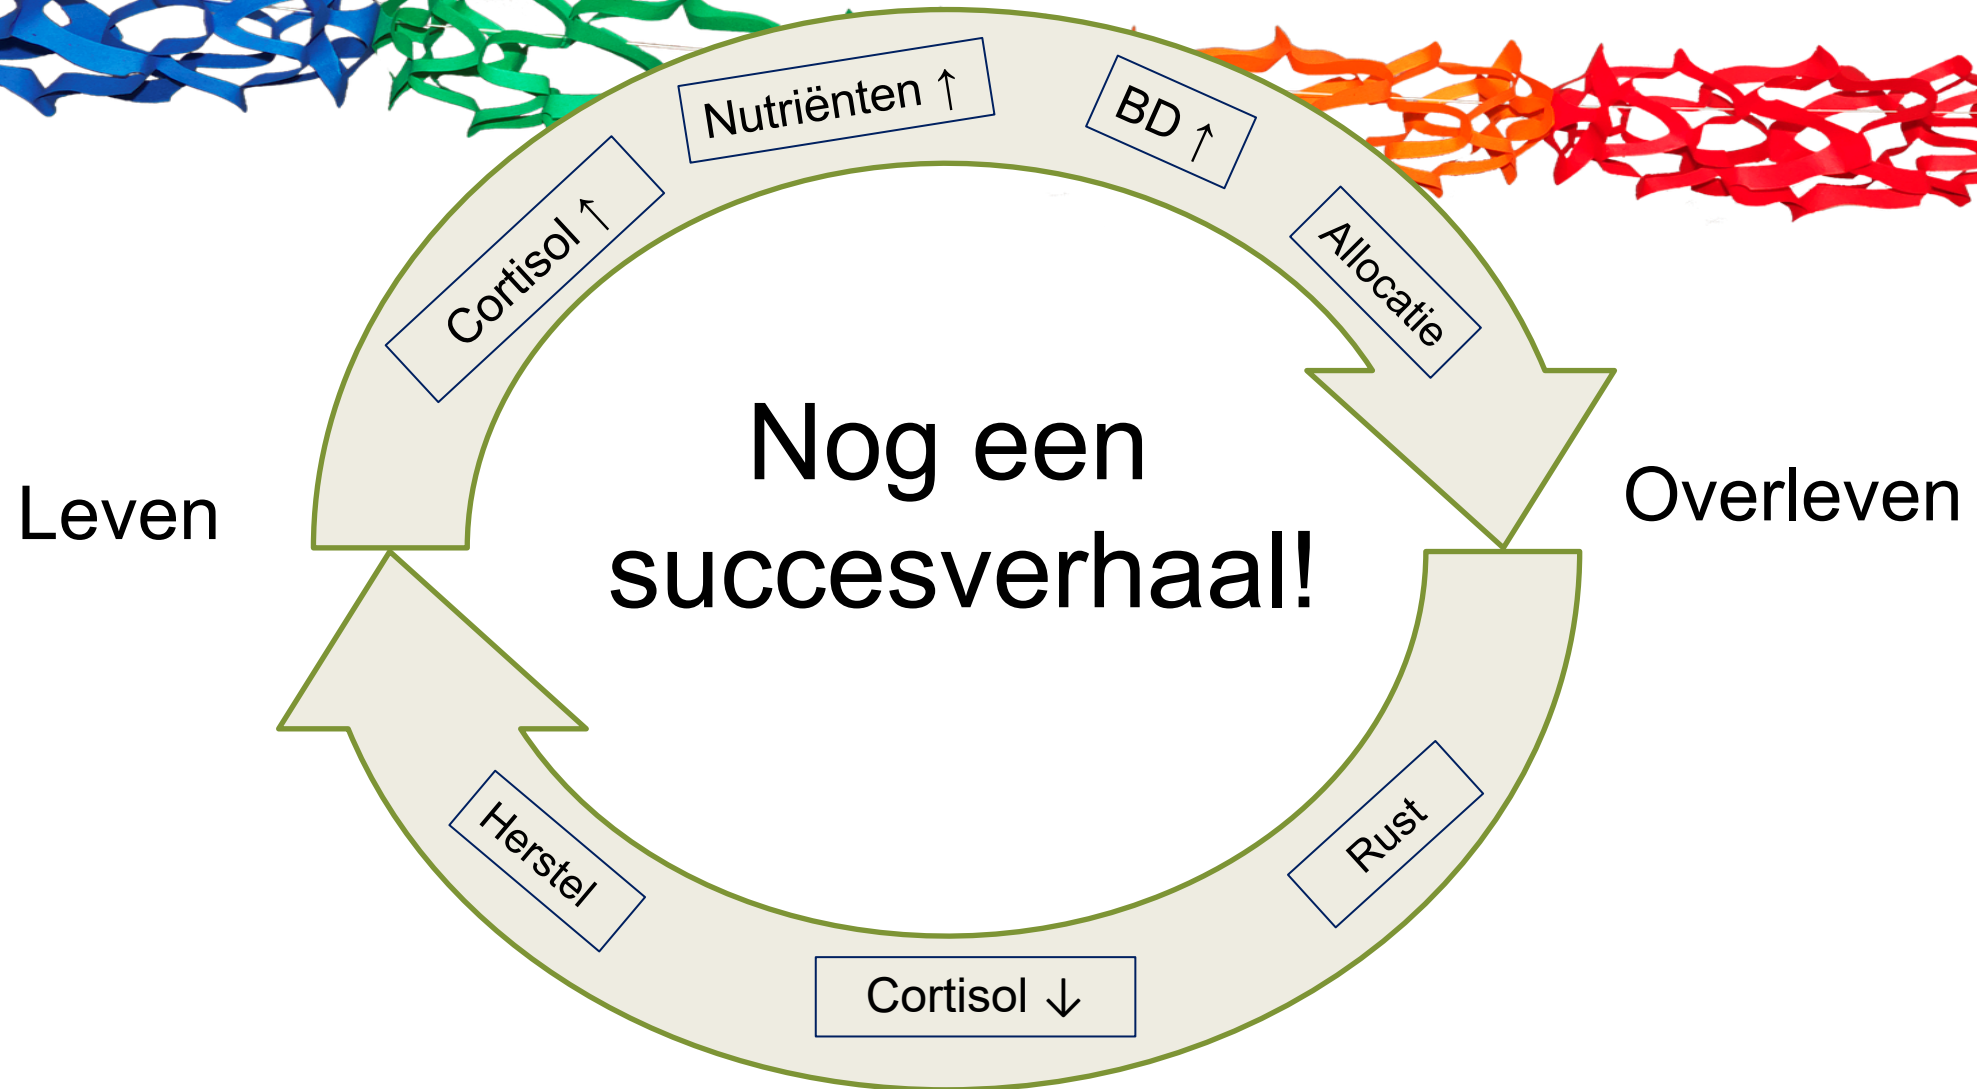 Nutriënten ↑
BD ↑
Cortisol ↑
Allocatie
Nog een
succesverhaal!
Leven
Overleven
Rust
Herstel
Cortisol ↓